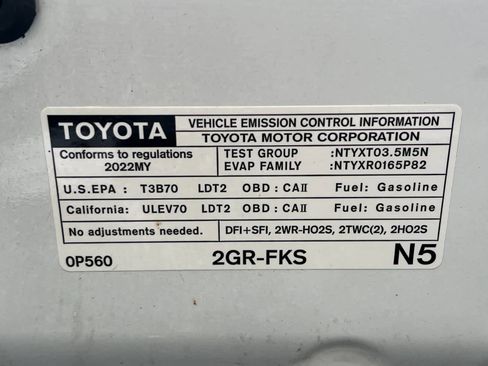 TOYOTA
VEHICLE EMISSION CONTROL INFORMATION
TOYOTA MOTOR CORPORATION
Conforms to regulations
2022MY
TEST GROUP :NTYXT03.5M5N
EVAP FAMILY :NTYXR0165P82
U.S.EPA : T3B70 LDT2 OBD : CAII Fuel: Gasoline
California: ULEV70 LDT2 OBD : CAII Fuel: Gasoline
No adjustments needed. DFI+SFI, 2WR-HO2S, 2TWC(2), 2HO2S
0P560 2GR-FKS N5